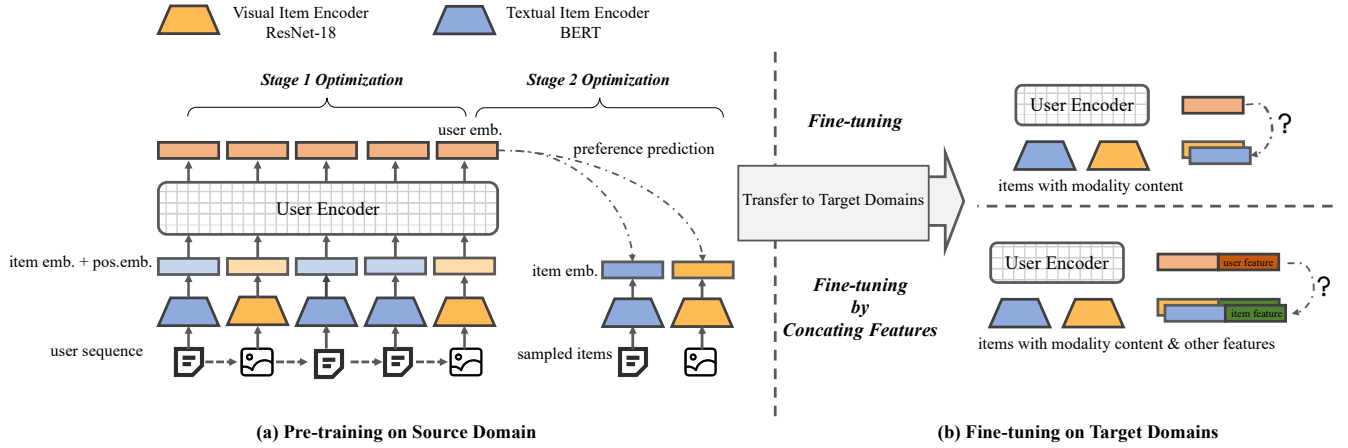 Visual Item Encoder
ResNet-18
Textual Item Encoder
BERT
Stage 1 Optimization
Stage 2 Optimization
user emb.
preference prediction
User Encoder
item emb. + pos.emb.
item emb.
user sequence
sampled items
(a) Pre-training on Source Domain
Fine-tuning
Transfer to Target Domains
Fine-tuning
by
Concating Features
User Encoder
?
items with modality content
User Encoder
user feature
?
item feature
items with modality content & other features
(b) Fine-tuning on Target Domains